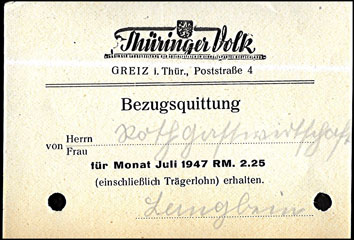 Thüringer Volk
GREIZ i. Thür., Poststraße 4
Bezugsquittung
von Herrn Frau Rothgastwirtschaft
für Monat Juli 1947 RM. 2.25
(einschließlich Trägerlohn) erhalten.